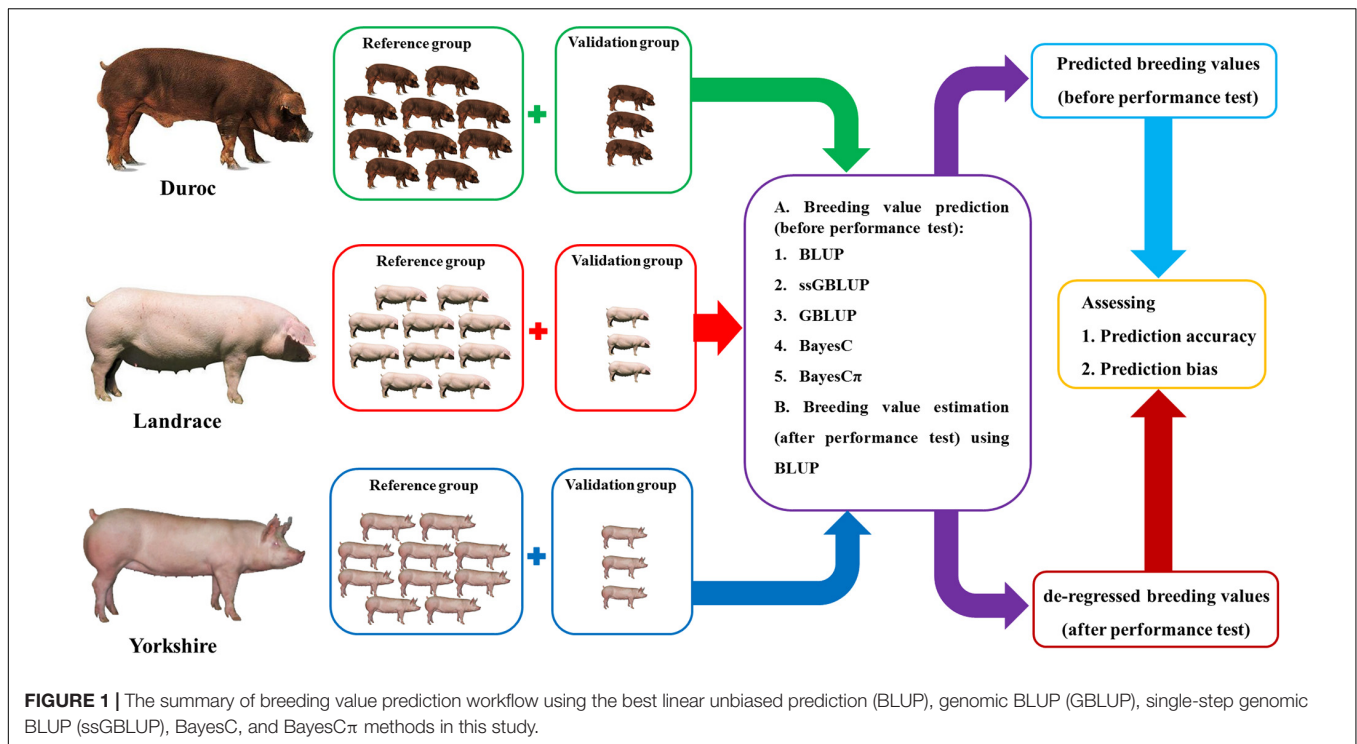 Reference group
Validation group
Duroc
Reference group
Validation group
Landrace
Reference group
Validation group
Yorkshire
A. Breeding value prediction
(before performance test):
1. BLUP
2. ssGBLUP
3. GBLUP
4. BayesC
5. BayesCπ
B. Breeding value estimation
(after performance test) using
BLUP
Predicted breeding values
(before performance test)
Assessing
1. Prediction accuracy
2. Prediction bias
de-regressed breeding values
(after performance test)
FIGURE 1 | The summary of breeding value prediction workflow using the best linear unbiased prediction (BLUP), genomic BLUP (GBLUP), single-step genomic
BLUP (ssGBLUP), BayesC, and BayesCπ methods in this study.